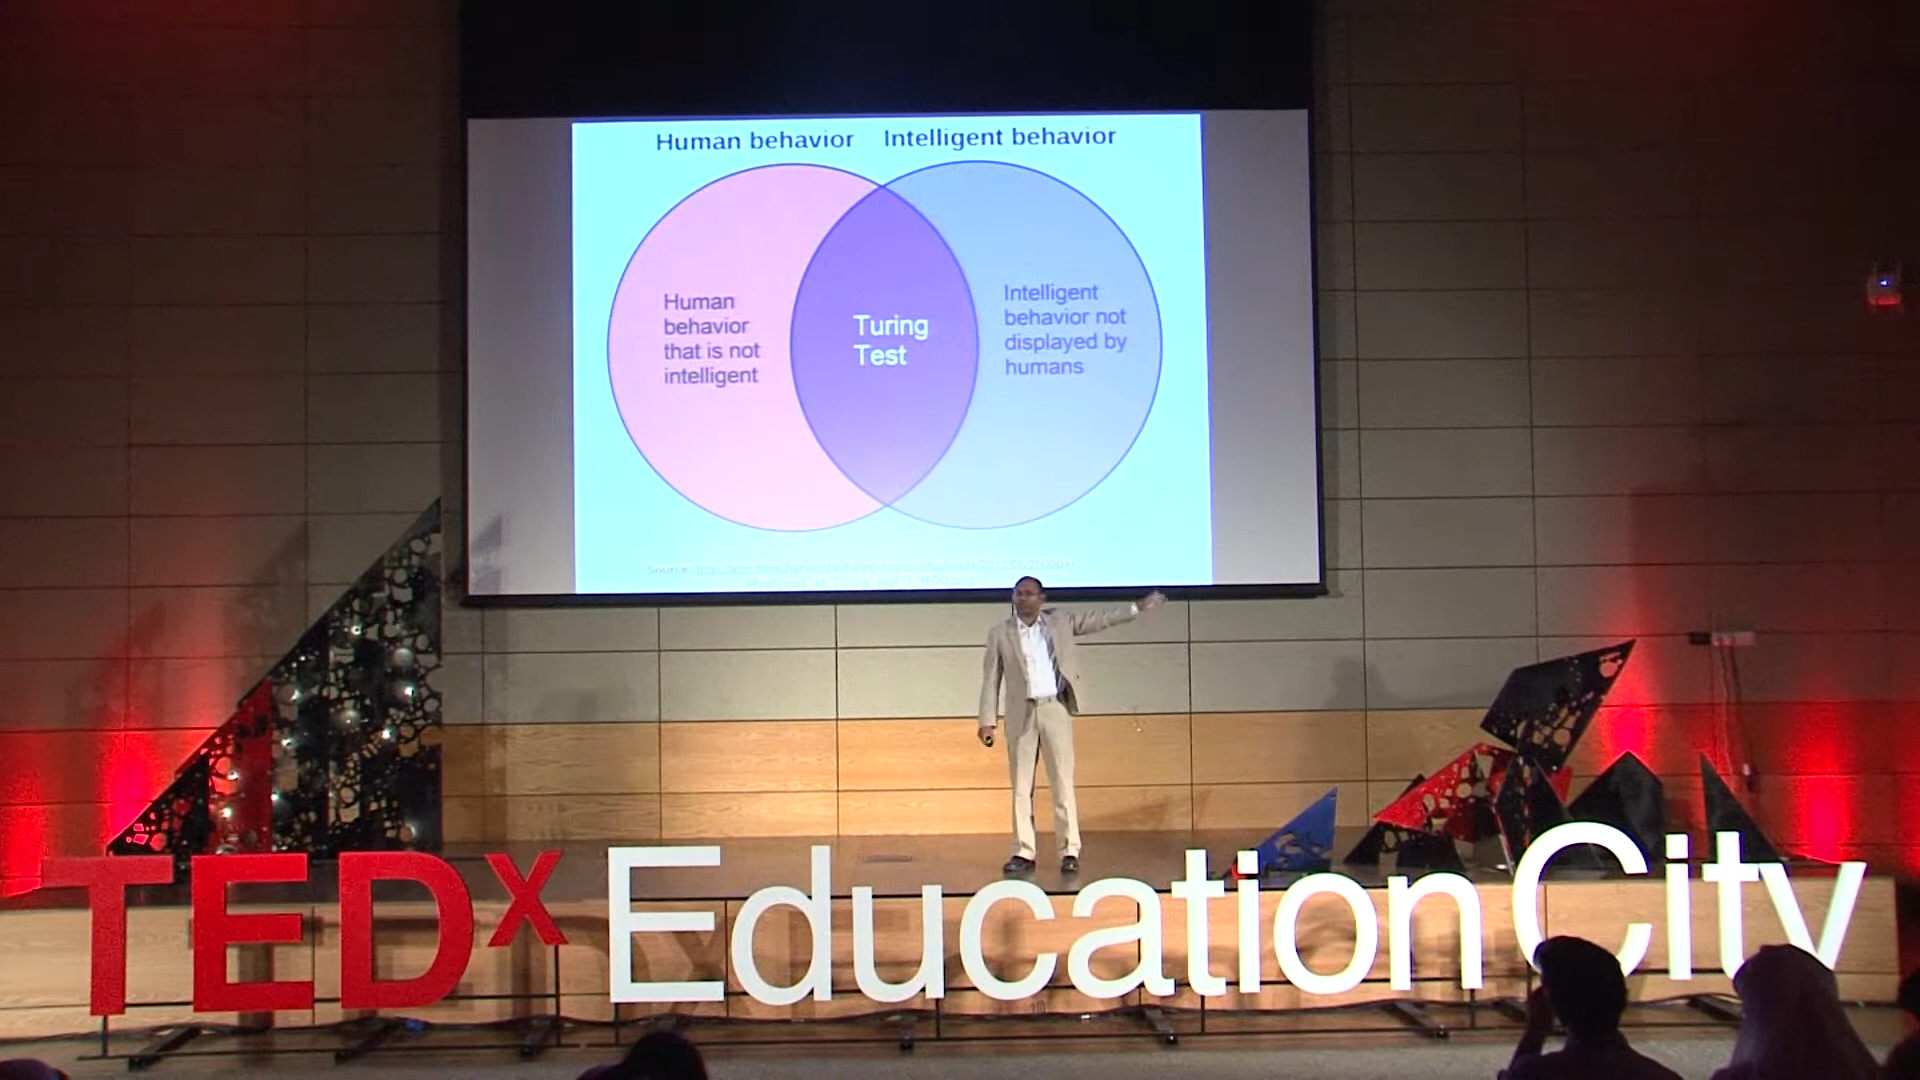 Human behavior Intelligent behavior
Human
behavior
that is not
intelligent
Turing
Test
Intelligent
behavior not
displayed by
humans
Source:
TEDx EducationCity